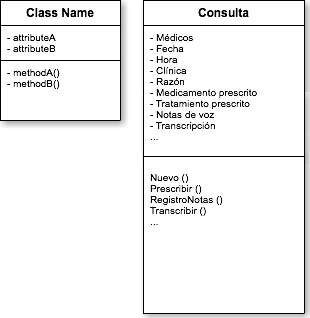 Class Name
- attributeA
- attributeB
- methodA()
- methodB()
Consulta
- Médicos
- Fecha
- Hora
- Clínica
- Razón
- Medicamento prescrito
- Tratamiento prescrito
- Notas de voz
- Transcripción
...
Nuevo ()
Prescribir ()
RegistroNotas ()
Transcribir ()
...